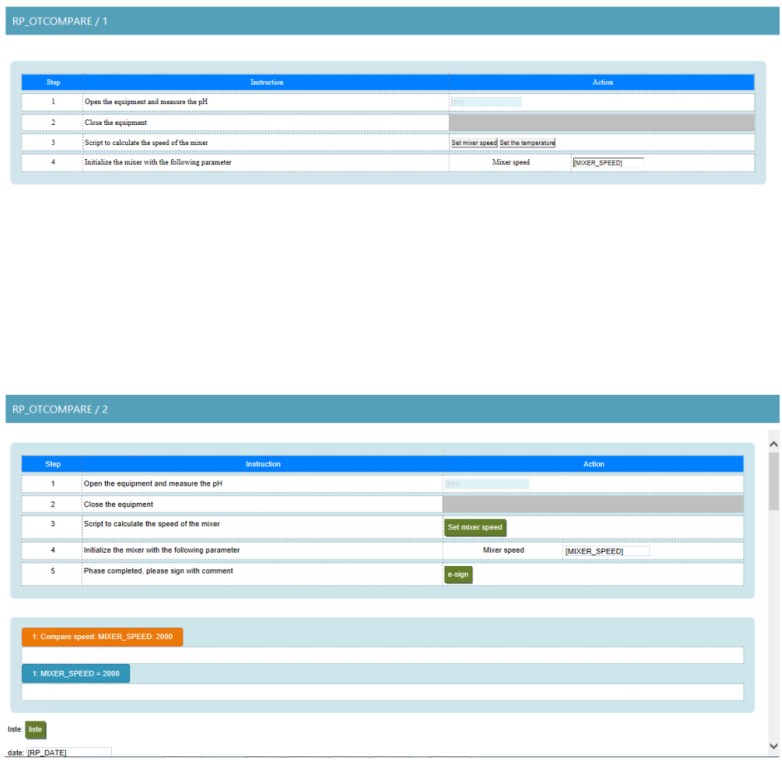 RP_OTCOMPARE / 1
Step Instruction Action
1 Open the equipment and measure the pH [PH]
2 Close the equipment
3 Script to calculate the speed of the mixer Set mixer speed Set the temperature
4 Initialize the mixer with the following parameter Mixer speed [MIXER_SPEED]
RP_OTCOMPARE / 2
Step Instruction Action
1 Open the equipment and measure the pH [PH]
2 Close the equipment
3 Script to calculate the speed of the mixer Set mixer speed
4 Initialize the mixer with the following parameter Mixer speed [MIXER_SPEED]
5 Phase completed, please sign with comment e-sign
1: Compare speed: MIXER_SPEED: 2000
1: MIXER_SPEED = 2000
liste: liste
date: [RP_DATE]